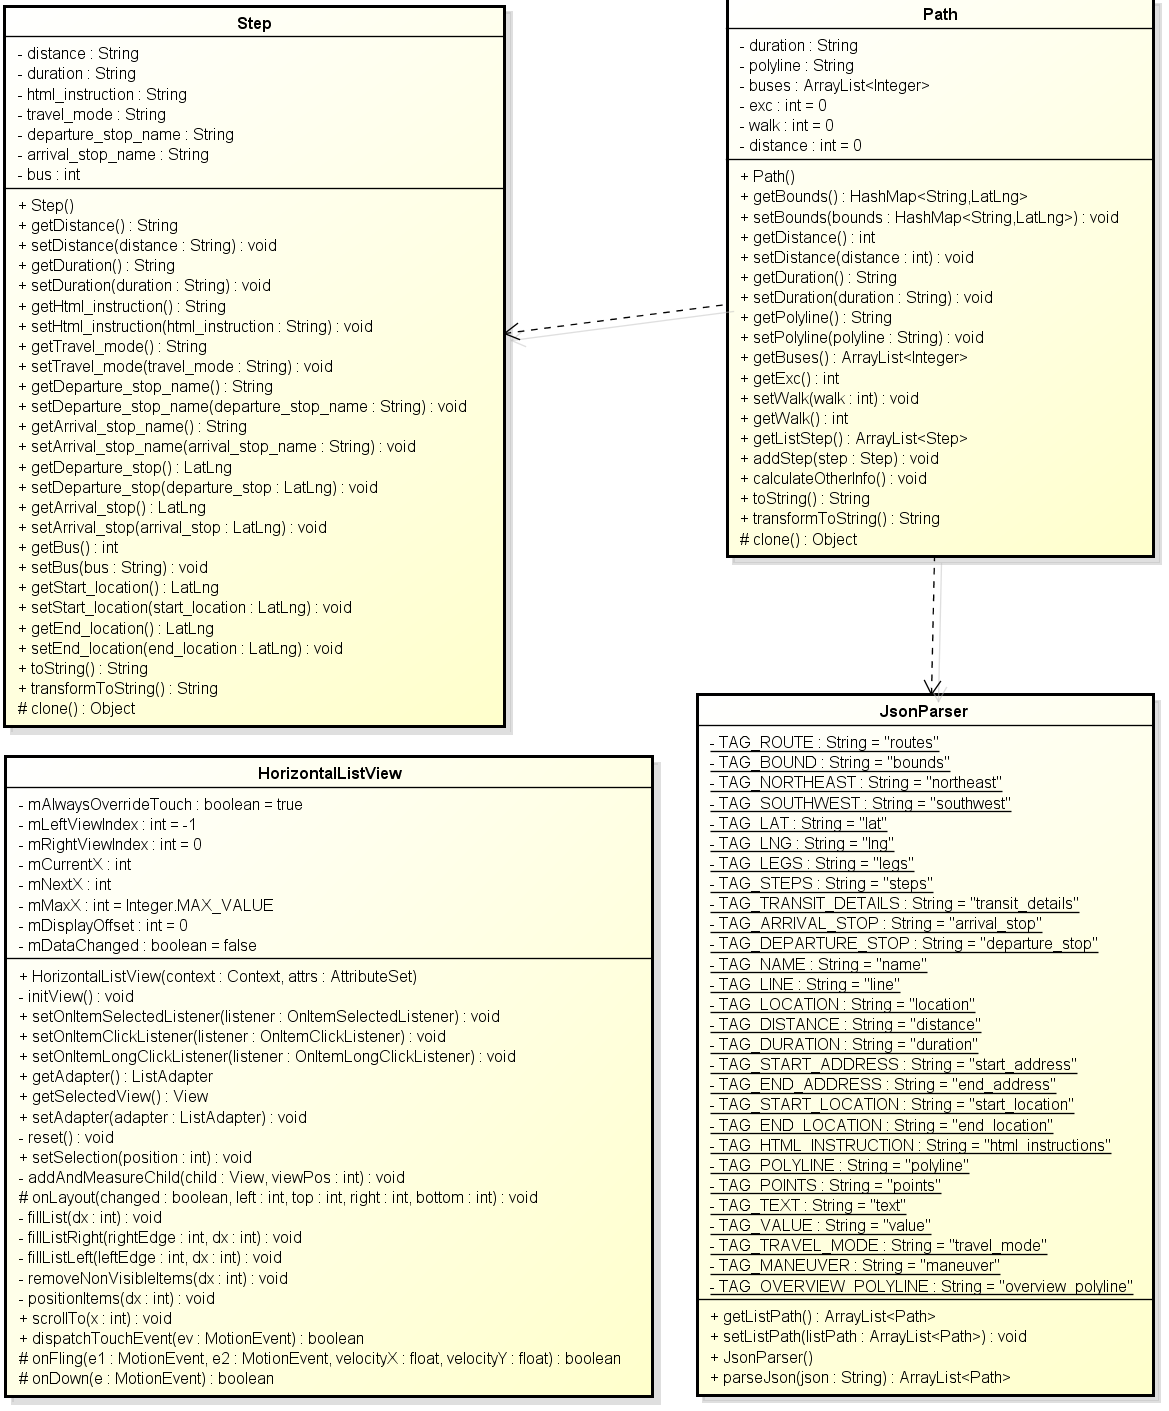 Step
- distance : String
- duration : String
- html_instruction : String
- travel_mode : String
- departure_stop_name : String
- arrival_stop_name : String
- bus : int
+ Step()
+ getDistance() : String
+ setDistance(distance : String) : void
+ getDuration() : String
+ setDuration(duration : String) : void
+ getHtml_instruction() : String
+ setHtml_instruction(html_instruction : String) : void
+ getTravel_mode() : String
+ setTravel_mode(travel_mode : String) : void
+ getDeparture_stop_name() : String
+ setDeparture_stop_name(departure_stop_name : String) : void
+ getArrival_stop_name() : String
+ setArrival_stop_name(arrival_stop_name : String) : void
+ getDeparture_stop() : LatLng
+ setDeparture_stop(departure_stop : LatLng) : void
+ getArrival_stop() : LatLng
+ setArrival_stop(arrival_stop : LatLng) : void
+ getBus() : int
+ setBus(bus : String) : void
+ getStart_location() : LatLng
+ setStart_location(start_location : LatLng) : void
+ getEnd_location() : LatLng
+ setEnd_location(end_location : LatLng) : void
+ toString() : String
+ transformToString() : String
# clone() : Object
Path
- duration : String
- polyline : String
- buses : ArrayList<Integer>
- exc : int = 0
- walk : int = 0
- distance : int = 0
+ Path()
+ getBounds() : HashMap<String,LatLng>
+ setBounds(bounds : HashMap<String,LatLng>) : void
+ getDistance() : int
+ setDistance(distance : int) : void
+ getDuration() : String
+ setDuration(duration : String) : void
+ getPolyline() : String
+ setPolyline(polyline : String) : void
+ getBuses() : ArrayList<Integer>
+ getExc() : int
+ setWalk(walk : int) : void
+ getWalk() : int
+ getListStep() : ArrayList<Step>
+ addStep(step : Step) : void
+ calculateOtherInfo() : void
+ toString() : String
+ transformToString() : String
# clone() : Object
HorizontalListView
- mAlwaysOverrideTouch : boolean = true
- mLeftViewIndex : int = -1
- mRightViewIndex : int = 0
- mCurrentX : int
- mNextX : int
- mMaxX : int = Integer.MAX_VALUE
- mDisplayOffset : int = 0
- mDataChanged : boolean = false
+ HorizontalListView(context : Context, attrs : AttributeSet)
- initView() : void
+ setOnItemSelectedListener(listener : OnItemSelectedListener) : void
+ setOnItemClickListener(listener : OnItemClickListener) : void
+ setOnItemLongClickListener(listener : OnItemLongClickListener) : void
+ getAdapter() : ListAdapter
+ getSelectedView() : View
+ setAdapter(adapter : ListAdapter) : void
- reset() : void
+ setSelection(position : int) : void
- addAndMeasureChild(child : View, viewPos : int) : void
# onLayout(changed : boolean, left : int, top : int, right : int, bottom : int) : void
- fillList(dx : int) : void
- fillListRight(rightEdge : int, dx : int) : void
- fillListLeft(leftEdge : int, dx : int) : void
- removeNonVisibleItems(dx : int) : void
- positionItems(dx : int) : void
+ scrollTo(x : int) : void
+ dispatchTouchEvent(ev : MotionEvent) : boolean
# onFling(e1 : MotionEvent, e2 : MotionEvent, velocityX : float, velocityY : float) : boolean
# onDown(e : MotionEvent) : boolean
JsonParser
- TAG_ROUTE : String = "routes"
- TAG_BOUND : String = "bounds"
- TAG_NORTHEAST : String = "northeast"
- TAG_SOUTHWEST : String = "southwest"
- TAG_LAT : String = "lat"
- TAG_LNG : String = "lng"
- TAG_LEGS : String = "legs"
- TAG_STEPS : String = "steps"
- TAG_TRANSIT_DETAILS : String = "transit_details"
- TAG_ARRIVAL_STOP : String = "arrival_stop"
- TAG_DEPARTURE_STOP : String = "departure_stop"
- TAG_NAME : String = "name"
- TAG_LINE : String = "line"
- TAG_LOCATION : String = "location"
- TAG_DISTANCE : String = "distance"
- TAG_DURATION : String = "duration"
- TAG_START_ADDRESS : String = "start_address"
- TAG_END_ADDRESS : String = "end_address"
- TAG_START_LOCATION : String = "start_location"
- TAG_END_LOCATION : String = "end_location"
- TAG_HTML_INSTRUCTION : String = "html_instructions"
- TAG_POLYLINE : String = "polyline"
- TAG_POINTS : String = "points"
- TAG_TEXT : String = "text"
- TAG_VALUE : String = "value"
- TAG_TRAVEL_MODE : String = "travel_mode"
- TAG_MANEUVER : String = "maneuver"
- TAG_OVERVIEW_POLYLINE : String = "overview_polyline"
+ getListPath() : ArrayList<Path>
+ setListPath(listPath : ArrayList<Path>) : void
+ JsonParser()
+ parseJson(json : String) : ArrayList<Path>